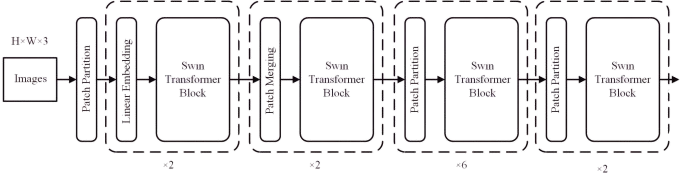 H×W×3
Images
Patch Partition
Linear Embedding
Swin
Transformer
Block
×2
Patch Merging
Swin
Transformer
Block
×2
Patch Partition
Swin
Transformer
Block
×6
Patch Partition
Swin
Transformer
Block
×2